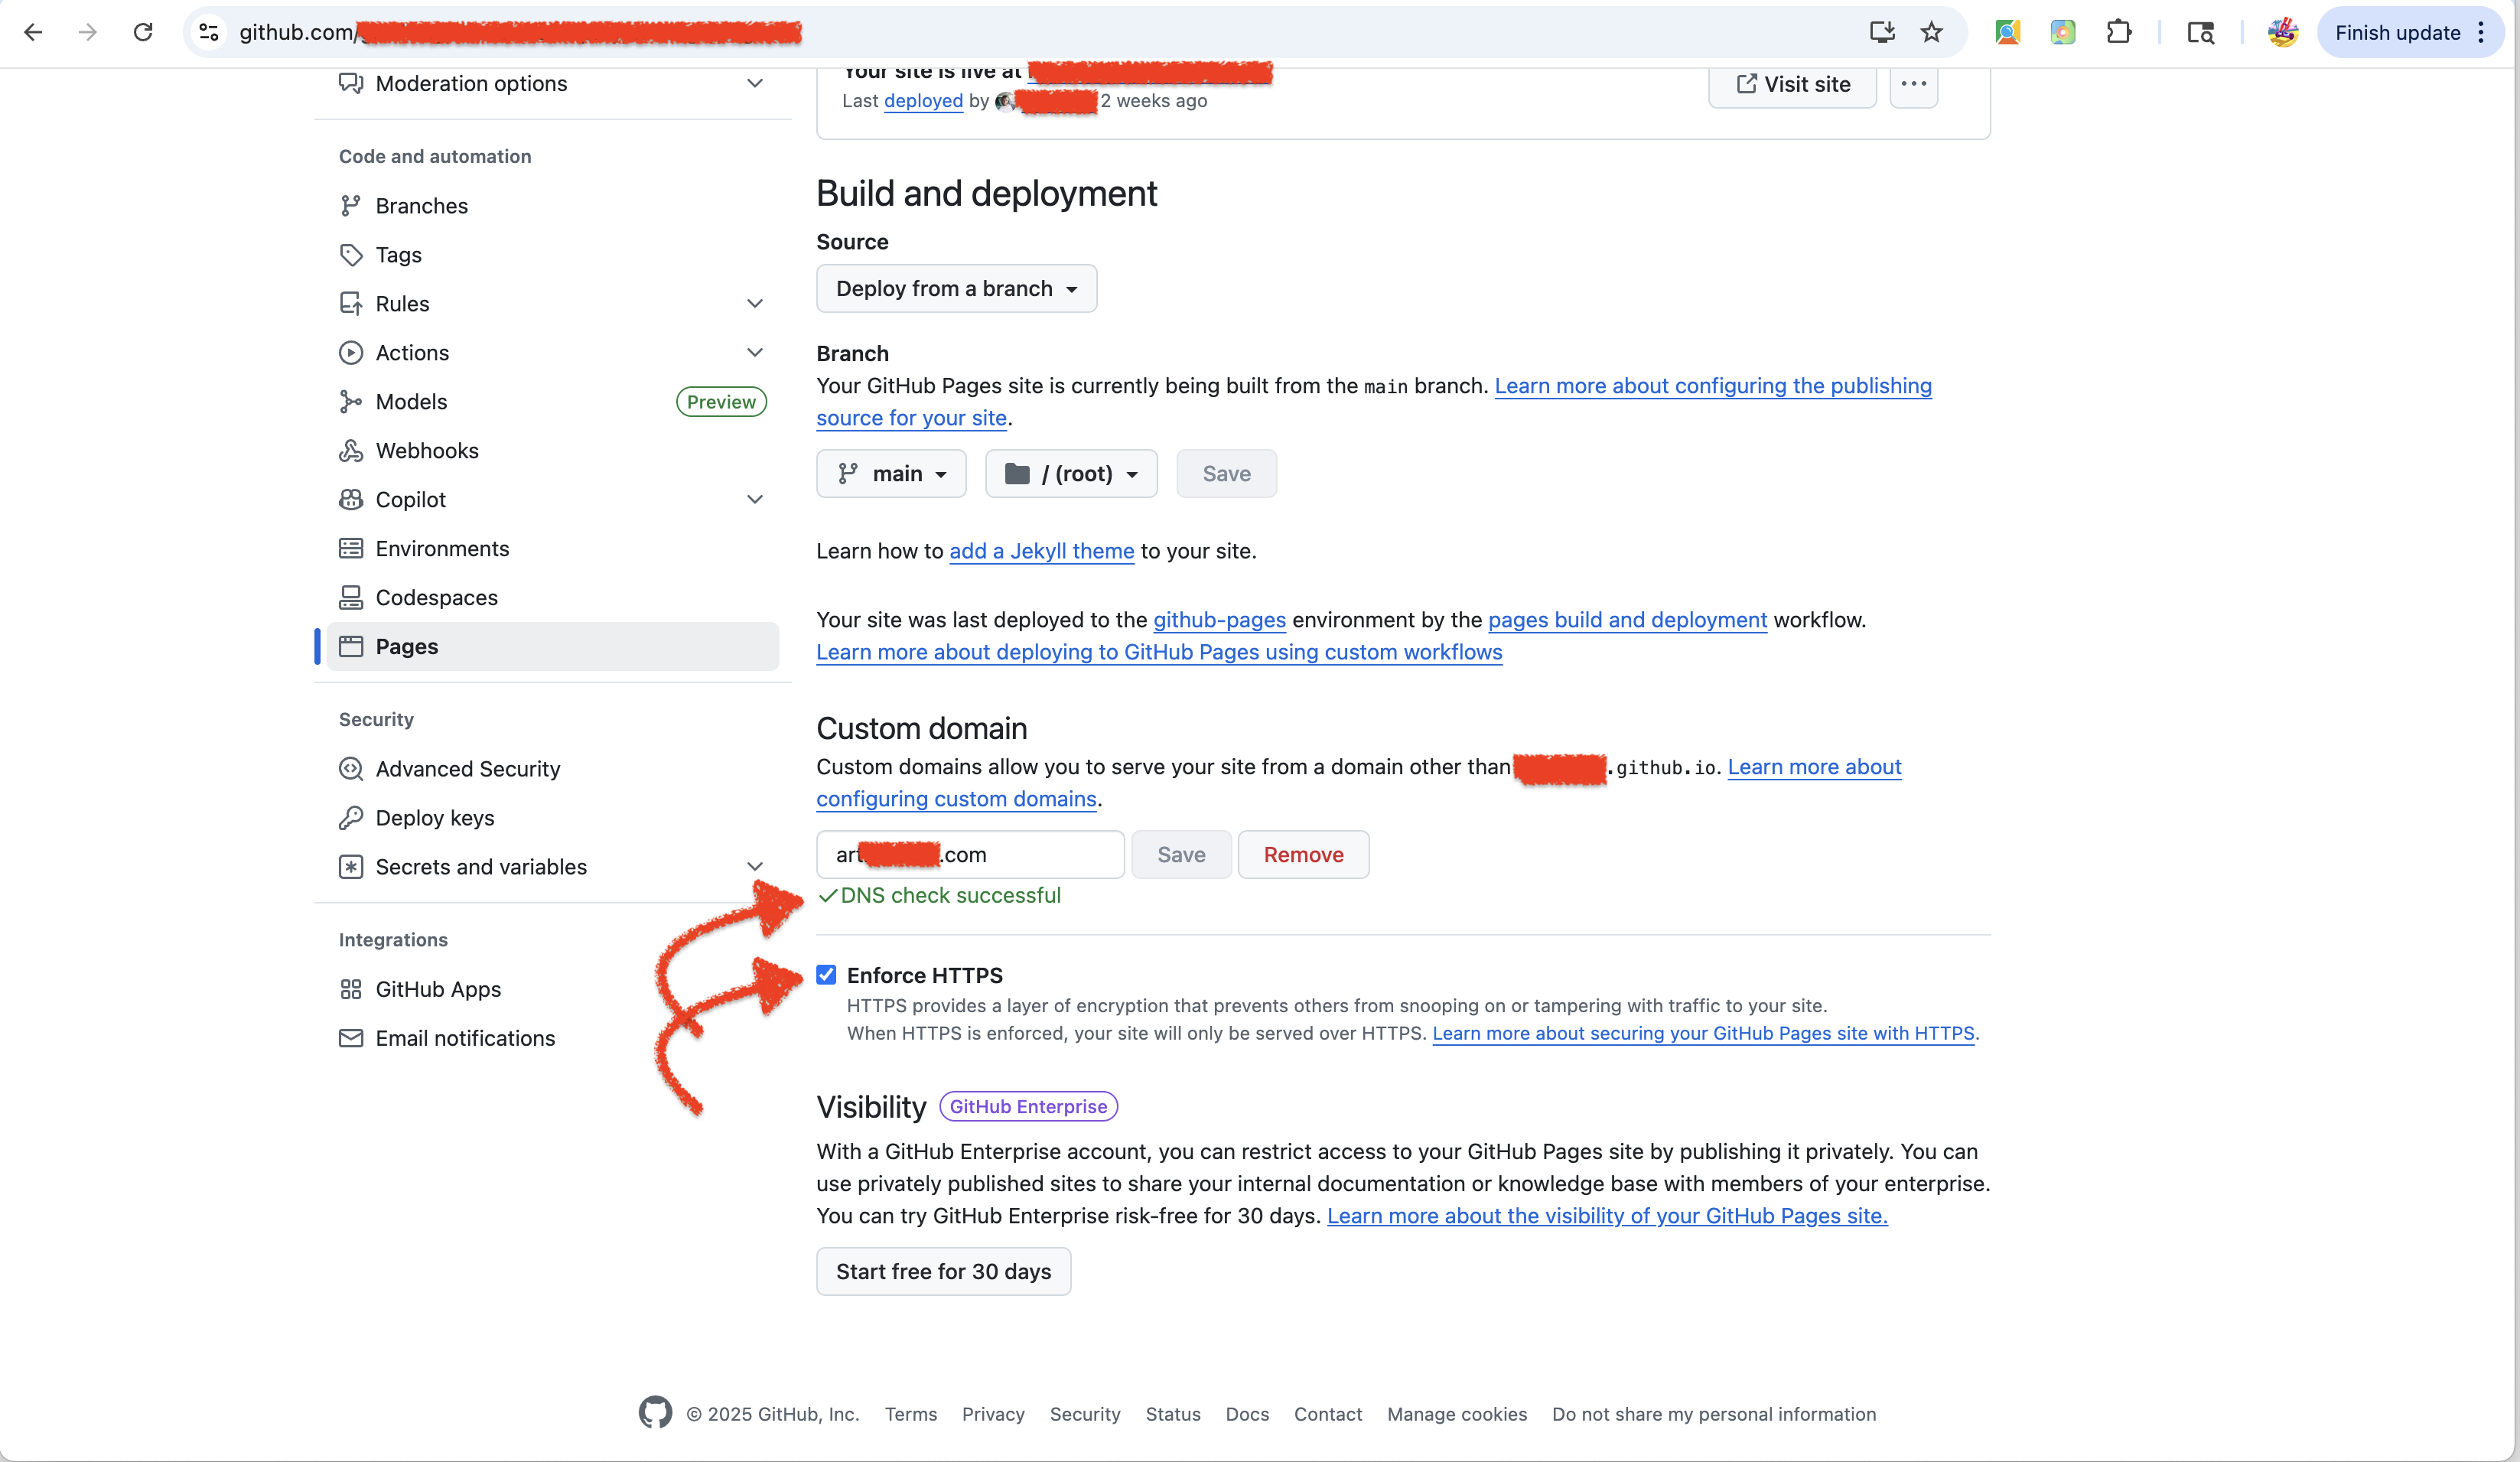 github.com/
Finish update
Moderation options
Code and automation
Branches
Tags
Rules
Actions
Models
Preview
Webhooks
Copilot
Environments
Codespaces
Pages
Security
Advanced Security
Deploy keys
Secrets and variables
Integrations
GitHub Apps
Email notifications
Your site is live at
Last deployed by 2 weeks ago
Visit site
Build and deployment
Source
Deploy from a branch
Branch
Your GitHub Pages site is currently being built from the main branch. Learn more about configuring the publishing
source for your site.
main
/ (root)
Save
Learn how to add a Jekyll theme to your site.
Your site was last deployed to the github-pages environment by the pages build and deployment workflow.
Learn more about deploying to GitHub Pages using custom workflows
Custom domain
Custom domains allow you to serve your site from a domain other than .github.io. Learn more about
configuring custom domains.
art .com
Save
Remove
DNS check successful
Enforce HTTPS
HTTPS provides a layer of encryption that prevents others from snooping on or tampering with traffic to your site.
When HTTPS is enforced, your site will only be served over HTTPS. Learn more about securing your GitHub Pages site with HTTPS.
Visibility
GitHub Enterprise
With a GitHub Enterprise account, you can restrict access to your GitHub Pages site by publishing it privately. You can
use privately published sites to share your internal documentation or knowledge base with members of your enterprise.
You can try GitHub Enterprise risk-free for 30 days. Learn more about the visibility of your GitHub Pages site.
Start free for 30 days
© 2025 GitHub, Inc.
Terms
Privacy
Security
Status
Docs
Contact
Manage cookies
Do not share my personal information